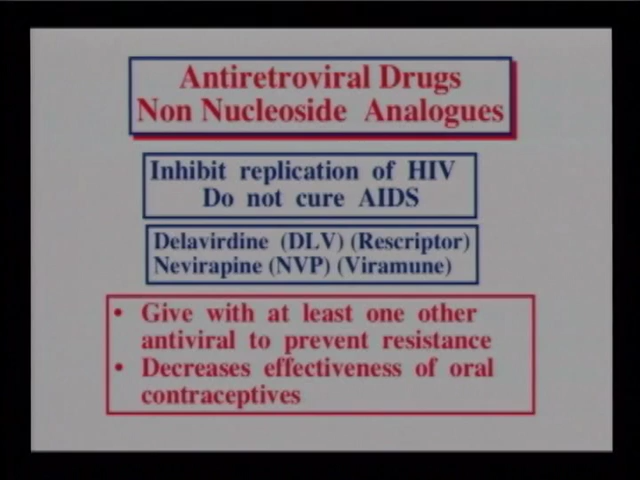 Antiretroviral Drugs
Non Nucleoside Analogues
Inhibit replication of HIV
Do not cure AIDS
Delavirdine (DLV) (Rescriptor)
Nevirapine (NVP) (Viramune)
• Give with at least one other
antiviral to prevent resistance
• Decreases effectiveness of oral
contraceptives